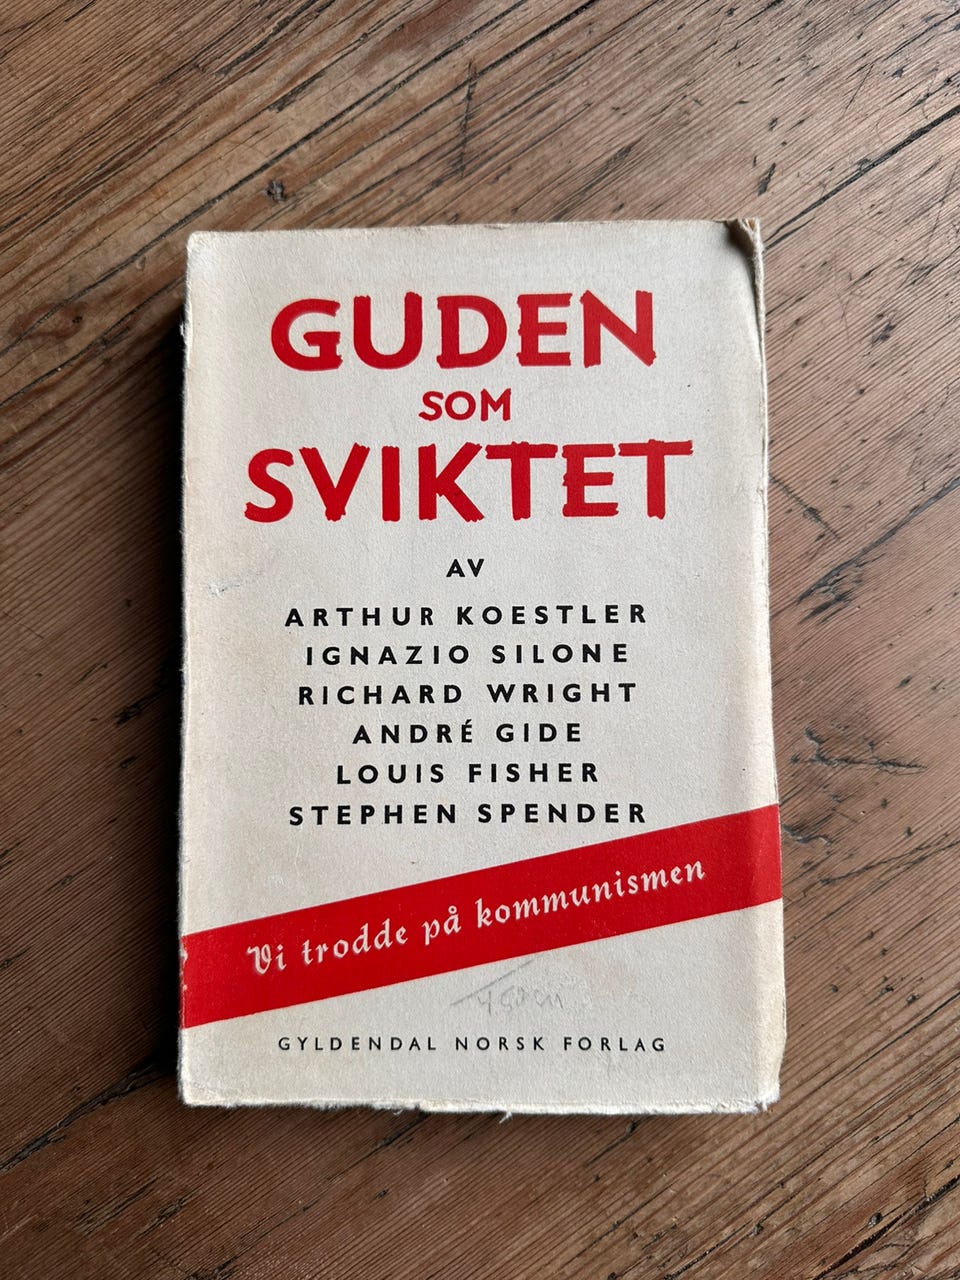 GUDEN
SOM
SVIKTET
AV
ARTHUR KOESTLER
IGNAZIO SILONE
RICHARD WRIGHT
ANDRÉ GIDE
LOUIS FISHER
STEPHEN SPENDER
Vi trodde på kommunismen
GYLDENDAL NORSK FORLAG